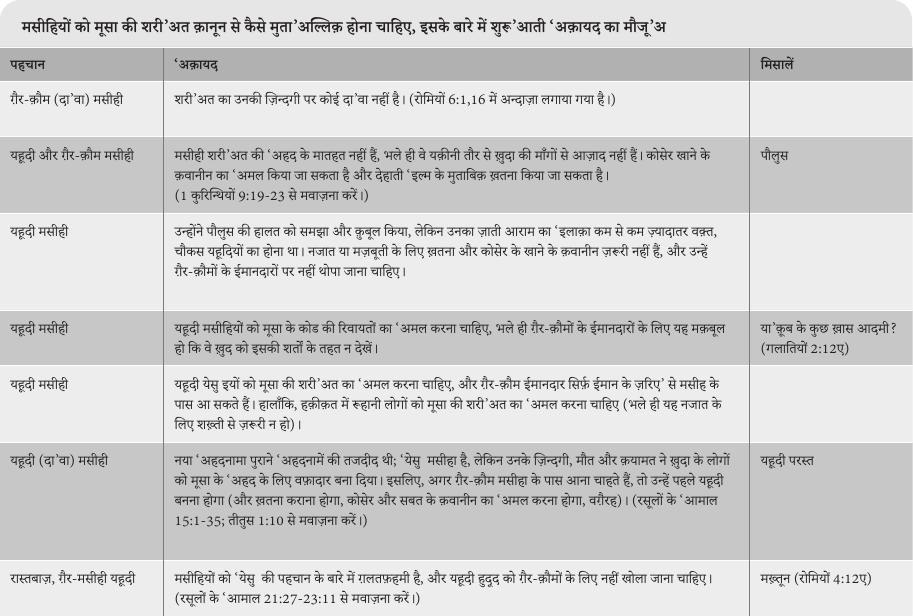 मसीहियों को मूसा की शरी’अत क़ानून से कैसे मुता’अल्लिक़ होना चाहिए, इसके बारे में शुरू’आती ‘अक़ायद का मौजू’अ
पहचान
‘अक़ायद
मिसालें
ग़ैर-क़ौम (दा’वा) मसीही
शरी’अत का उनकी ज़िन्दगी पर कोई दा’वा नहीं है। (रोमियों 6:1,16 में अन्दाज़ा लगाया गया है।)
यहूदी और ग़ैर-क़ौम मसीही
मसीही शरी’अत की ‘अहद के मातहत नहीं हैं, भले ही वे यक़ीनी तौर से ख़ुदा की माँगों से आज़ाद नहीं हैं। कोसेर खाने के
क़वानीन का ‘अमल किया जा सकता है और देहाती ‘इल्म के मुताबिक़ ख़तना किया जा सकता है।
(1 कुरिन्थियों 9:19-23 से मवाज़ना करें।)
पौलुस
यहूदी मसीही
उन्होंने पौलुस की हालत को समझा और क़ुबूल किया, लेकिन उनका ज़ाती आराम का ‘इलाक़ा कम से कम ज़्यादातर वक़्त,
चौकस यहूदियों का होना था। नजात या मज़बूती के लिए ख़तना और कोसेर के खाने के क़वानीन ज़रूरी नहीं हैं, और उन्हें
ग़ैर-क़ौमों के ईमानदारों पर नहीं थोपा जाना चाहिए।
यहूदी मसीही
यहूदी मसीहियों को मूसा के कोड की रिवायतों का ‘अमल करना चाहिए, भले ही ग़ैर-क़ौमों के ईमानदारों के लिए यह मक़बूल
हो कि वे ख़ुद को इसकी शर्तों के तहत न देखें।
या’क़ूब के कुछ ख़ास आदमी?
(गलातियों 2:12ए)
यहूदी मसीही
यहूदी येसु इयों को मूसा की शरी’अत का ‘अमल करना चाहिए, और ग़ैर-क़ौम ईमानदार सिर्फ़ ईमान के ज़रिए’ से मसीह के
पास आ सकते हैं। हालाँकि, हक़ीक़त में रूहानी लोगों को मूसा की शरी’अत का ‘अमल करना चाहिए (भले ही यह नजात के
लिए शख़्ती से ज़रूरी न हो)।
यहूदी (दा’वा) मसीही
नया ‘अहदनामा पुराने ‘अहदनामें की तजदीद थी; ‘येसु मसीहा है, लेकिन उनके ज़िन्दगी, मौत और क़यामत ने ख़ुदा के लोगों
को मूसा के ‘अहद के लिए वफ़ादार बना दिया। इसलिए, अगर ग़ैर-क़ौम मसीहा के पास आना चाहते हैं, तो उन्हें पहले यहूदी
बनना होगा (और ख़तना कराना होगा, कोसेर और सबत के क़वानीन का ‘अमल करना होगा, वग़ैरह)। (रसूलों के ‘आमाल
15:1-35; तीतुस 1:10 से मवाज़ना करें।)
यहूदी परस्त
रास्तबाज़, ग़ैर-मसीही यहूदी
मसीहियों को ‘येसु की पहचान के बारे में ग़लतफ़हमी है, और यहूदी हुदूद को ग़ैर-क़ौमों के लिए नहीं खोला जाना चाहिए।
(रसूलों के ‘आमाल 21:27-23:11 से मवाज़ना करें।)
मख़्तून (रोमियों 4:12ए)